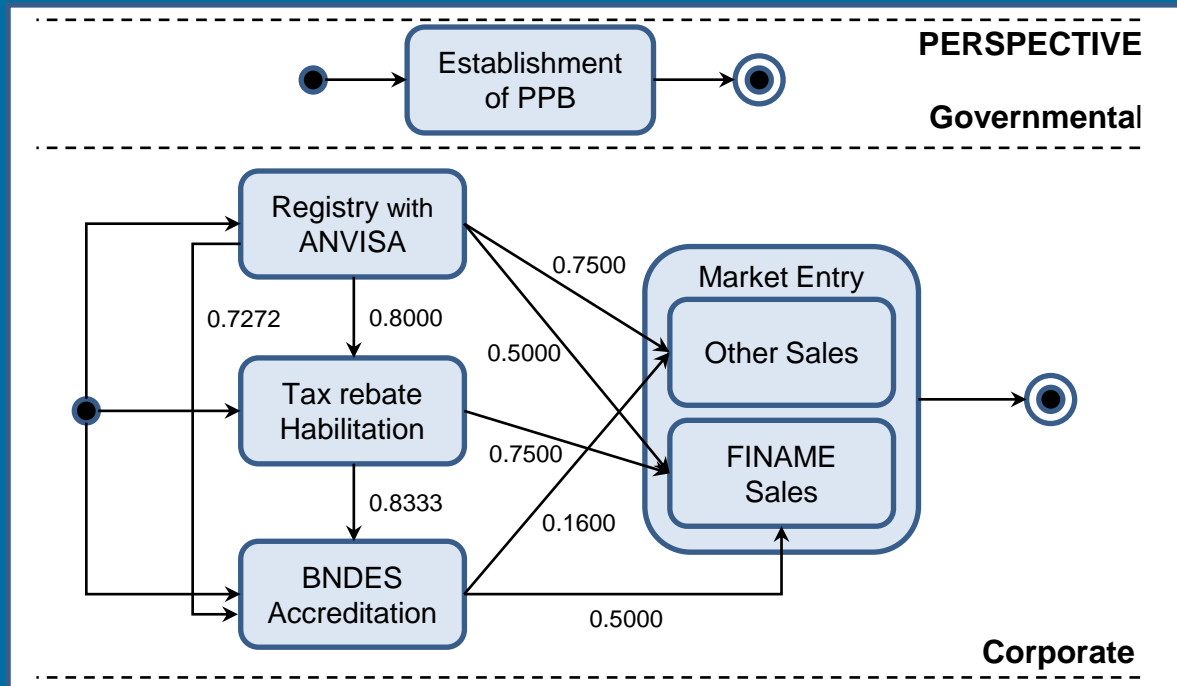 PERSPECTIVE
Establishment
of PPB
Governmental
Registry with
ANVISA
0.7500
Market Entry
0.7272
0.8000
0.5000
Other Sales
Tax rebate
Habilitation
0.7500
FINAME
Sales
0.8333
0.1600
BNDES
Accreditation
0.5000
Corporate